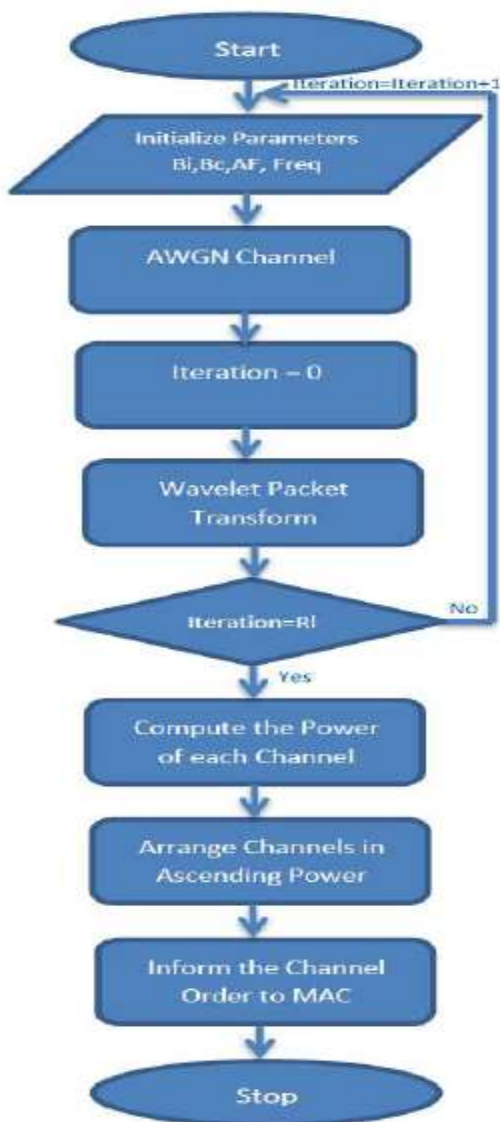 Start
Iteration=Iteration+1
Initialize Parameters
Bi,Bc,AF, Freq
AWGN Channel
Iteration – 0
Wavelet Packet
Transform
Iteration=Rl
No
Yes
Compute the Power
of each Channel
Arrange Channels in
Ascending Power
Inform the Channel
Order to MAC
Stop